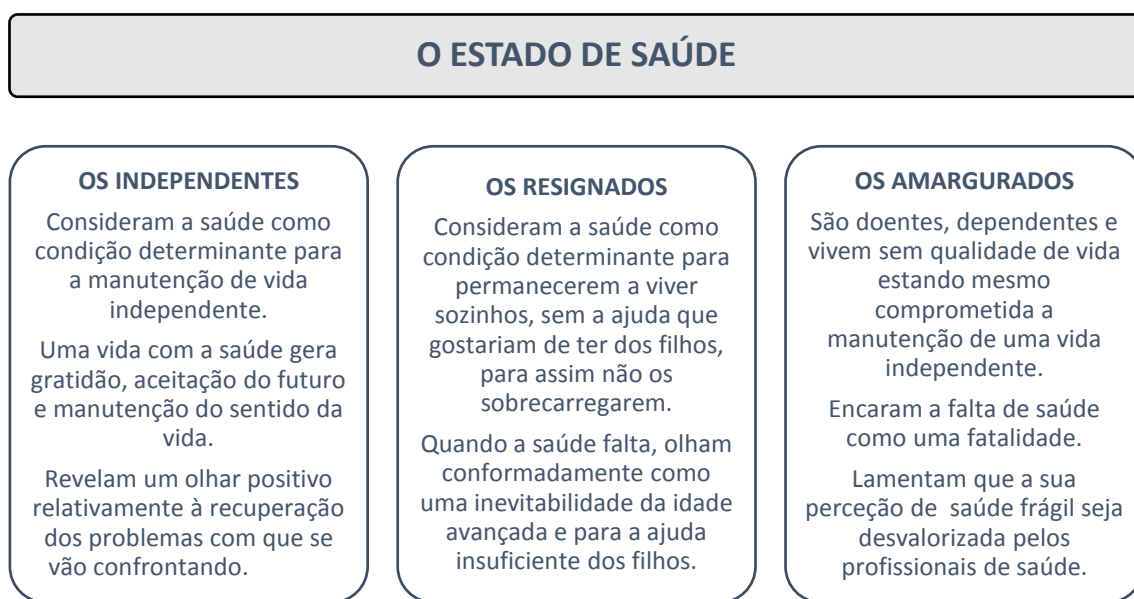 O ESTADO DE SAÚDE
OS INDEPENDENTES
Consideram a saúde como
condição determinante para
a manutenção de vida
independente.
Uma vida com a saúde gera
gratidão, aceitação do futuro
e manutenção do sentido da
vida.
Revelam um olhar positivo
relativamente à recuperação
dos problemas com que se
vão confrontando.
OS RESIGNADOS
Consideram a saúde como
condição determinante para
permanecerem a viver
sozinhos, sem a ajuda que
gostariam de ter dos filhos,
para assim não os
sobrecarregarem.
Quando a saúde falta, olham
conformadamente como
uma inevitabilidade da idade
avançada e para a ajuda
insuficiente dos filhos.
OS AMARGURADOS
São doentes, dependentes e
vivem sem qualidade de vida
estando mesmo
comprometida a
manutenção de uma vida
independente.
Encaram a falta de saúde
como uma fatalidade.
Lamentam que a sua
perceção de saúde frágil seja
desvalorizada pelos
profissionais de saúde.